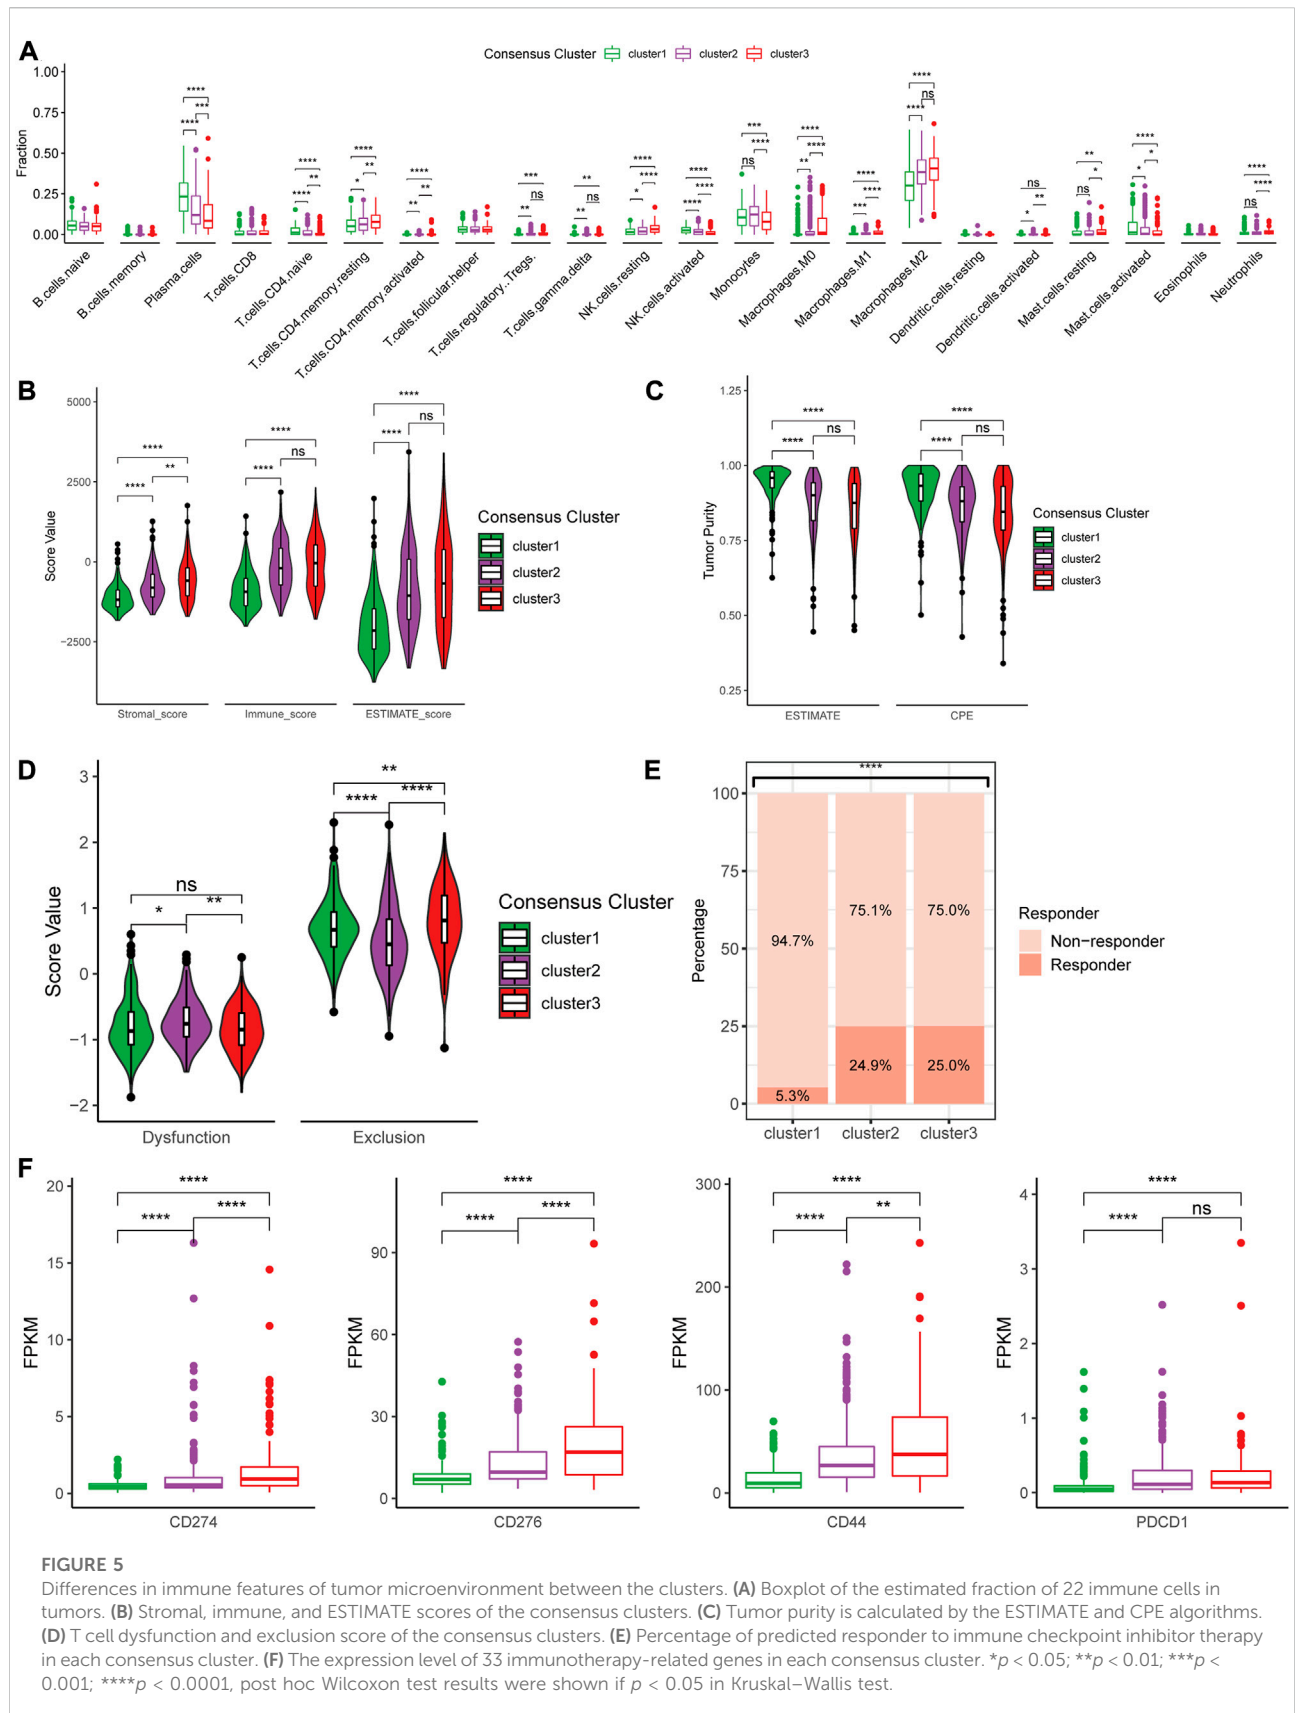 A
Consensus Cluster cluster1 cluster2 cluster3
Fraction
1.00
0.75
0.50
0.25
0.00
**** *** ****
**** **** **
**** ** *
**** ** **
*** ns **
** ns **
**** **** *
**** **** ****
*** **** ns
**** **** **
**** **** ***
**** ns ****
ns ** *
** * ns
**** * *
**** **** ns
B.cells.naive
B.cells.memory
Plasma.cells
T.cells.CD8
T.cells.CD4.naive
T.cells.CD4.memory.resting
T.cells.CD4.memory.activated
T.cells.follicular.helper
T.cells.regulatory..Tregs.
T.cells.gamma.delta
NK.cells.resting
NK.cells.activated
Monocytes
Macrophages.M0
Macrophages.M1
Macrophages.M2
Dendritic.cells.resting
Dendritic.cells.activated
Mast.cells.resting
Mast.cells.activated
Eosinophils
Neutrophils
B
Score Value
5000
2500
0
−2500
**** ** ****
**** ns ****
**** ns ****
Stromal_score Immune_score ESTIMATE_score
Consensus Cluster
cluster1
cluster2
cluster3
C
Tumor Purity
1.25
1.00
0.75
0.50
0.25
**** ns ****
**** ns ****
ESTIMATE CPE
Consensus Cluster
cluster1
cluster2
cluster3
D
Score Value
3
2
1
0
−1
−2
ns * **
** **** ****
Dysfunction Exclusion
Consensus Cluster
cluster1
cluster2
cluster3
E
****
Percentage
100
75
50
25
0
94.7% 75.1% 75.0%
5.3% 24.9% 25.0%
cluster1 cluster2 cluster3
Responder
Non−responder
Responder
F
FPKM
20
15
10
5
0
**** **** ****
CD274
FPKM
90
60
30
0
**** **** ****
CD276
FPKM
300
200
100
0
**** **** **
CD44
FPKM
4
3
2
1
0
**** **** ns
PDCD1
FIGURE 5
Differences in immune features of tumor microenvironment between the clusters. (A) Boxplot of the estimated fraction of 22 immune cells in
tumors. (B) Stromal, immune, and ESTIMATE scores of the consensus clusters. (C) Tumor purity is calculated by the ESTIMATE and CPE algorithms.
(D) T cell dysfunction and exclusion score of the consensus clusters. (E) Percentage of predicted responder to immune checkpoint inhibitor therapy
in each consensus cluster. (F) The expression level of 33 immunotherapy-related genes in each consensus cluster. *p < 0.05; **p < 0.01; ***p <
0.001; ****p < 0.0001, post hoc Wilcoxon test results were shown if p < 0.05 in Kruskal–Wallis test.